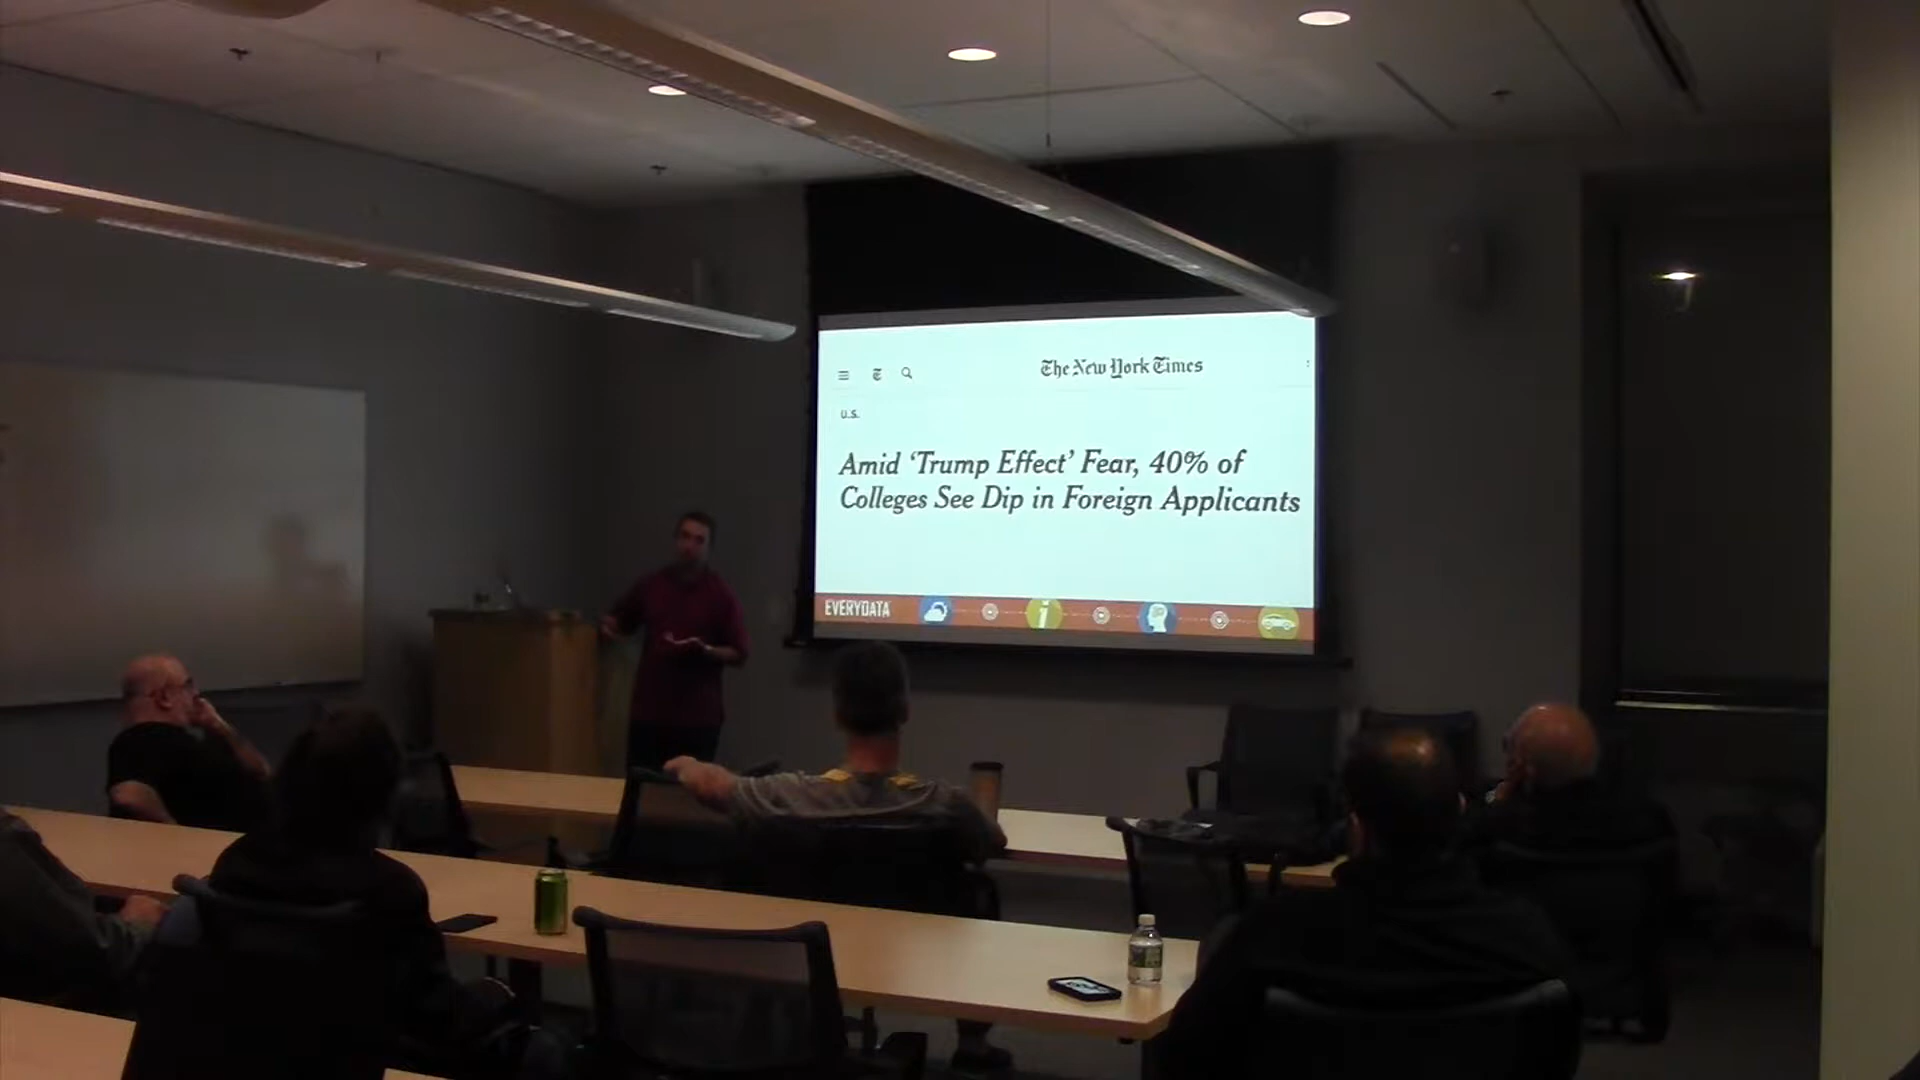 The New York Times
U.S.
Amid ‘Trump Effect’ Fear, 40% of
Colleges See Dip in Foreign Applicants
EVERYDATA